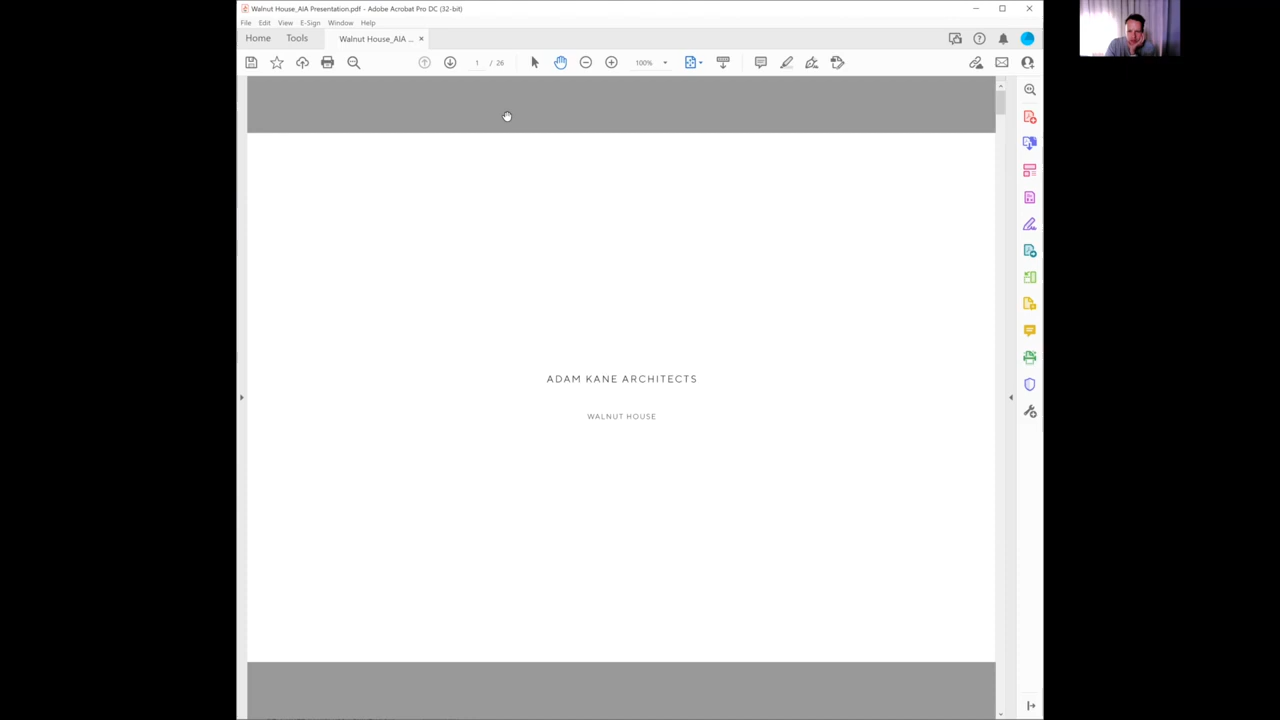 Walnut House_AIA Presentation.pdf - Adobe Acrobat Pro DC (32-bit)
File Edit View E-Sign Window Help
Home Tools Walnut House_AIA ... ×
1 / 26 100%
ADAM KANE ARCHITECTS
WALNUT HOUSE